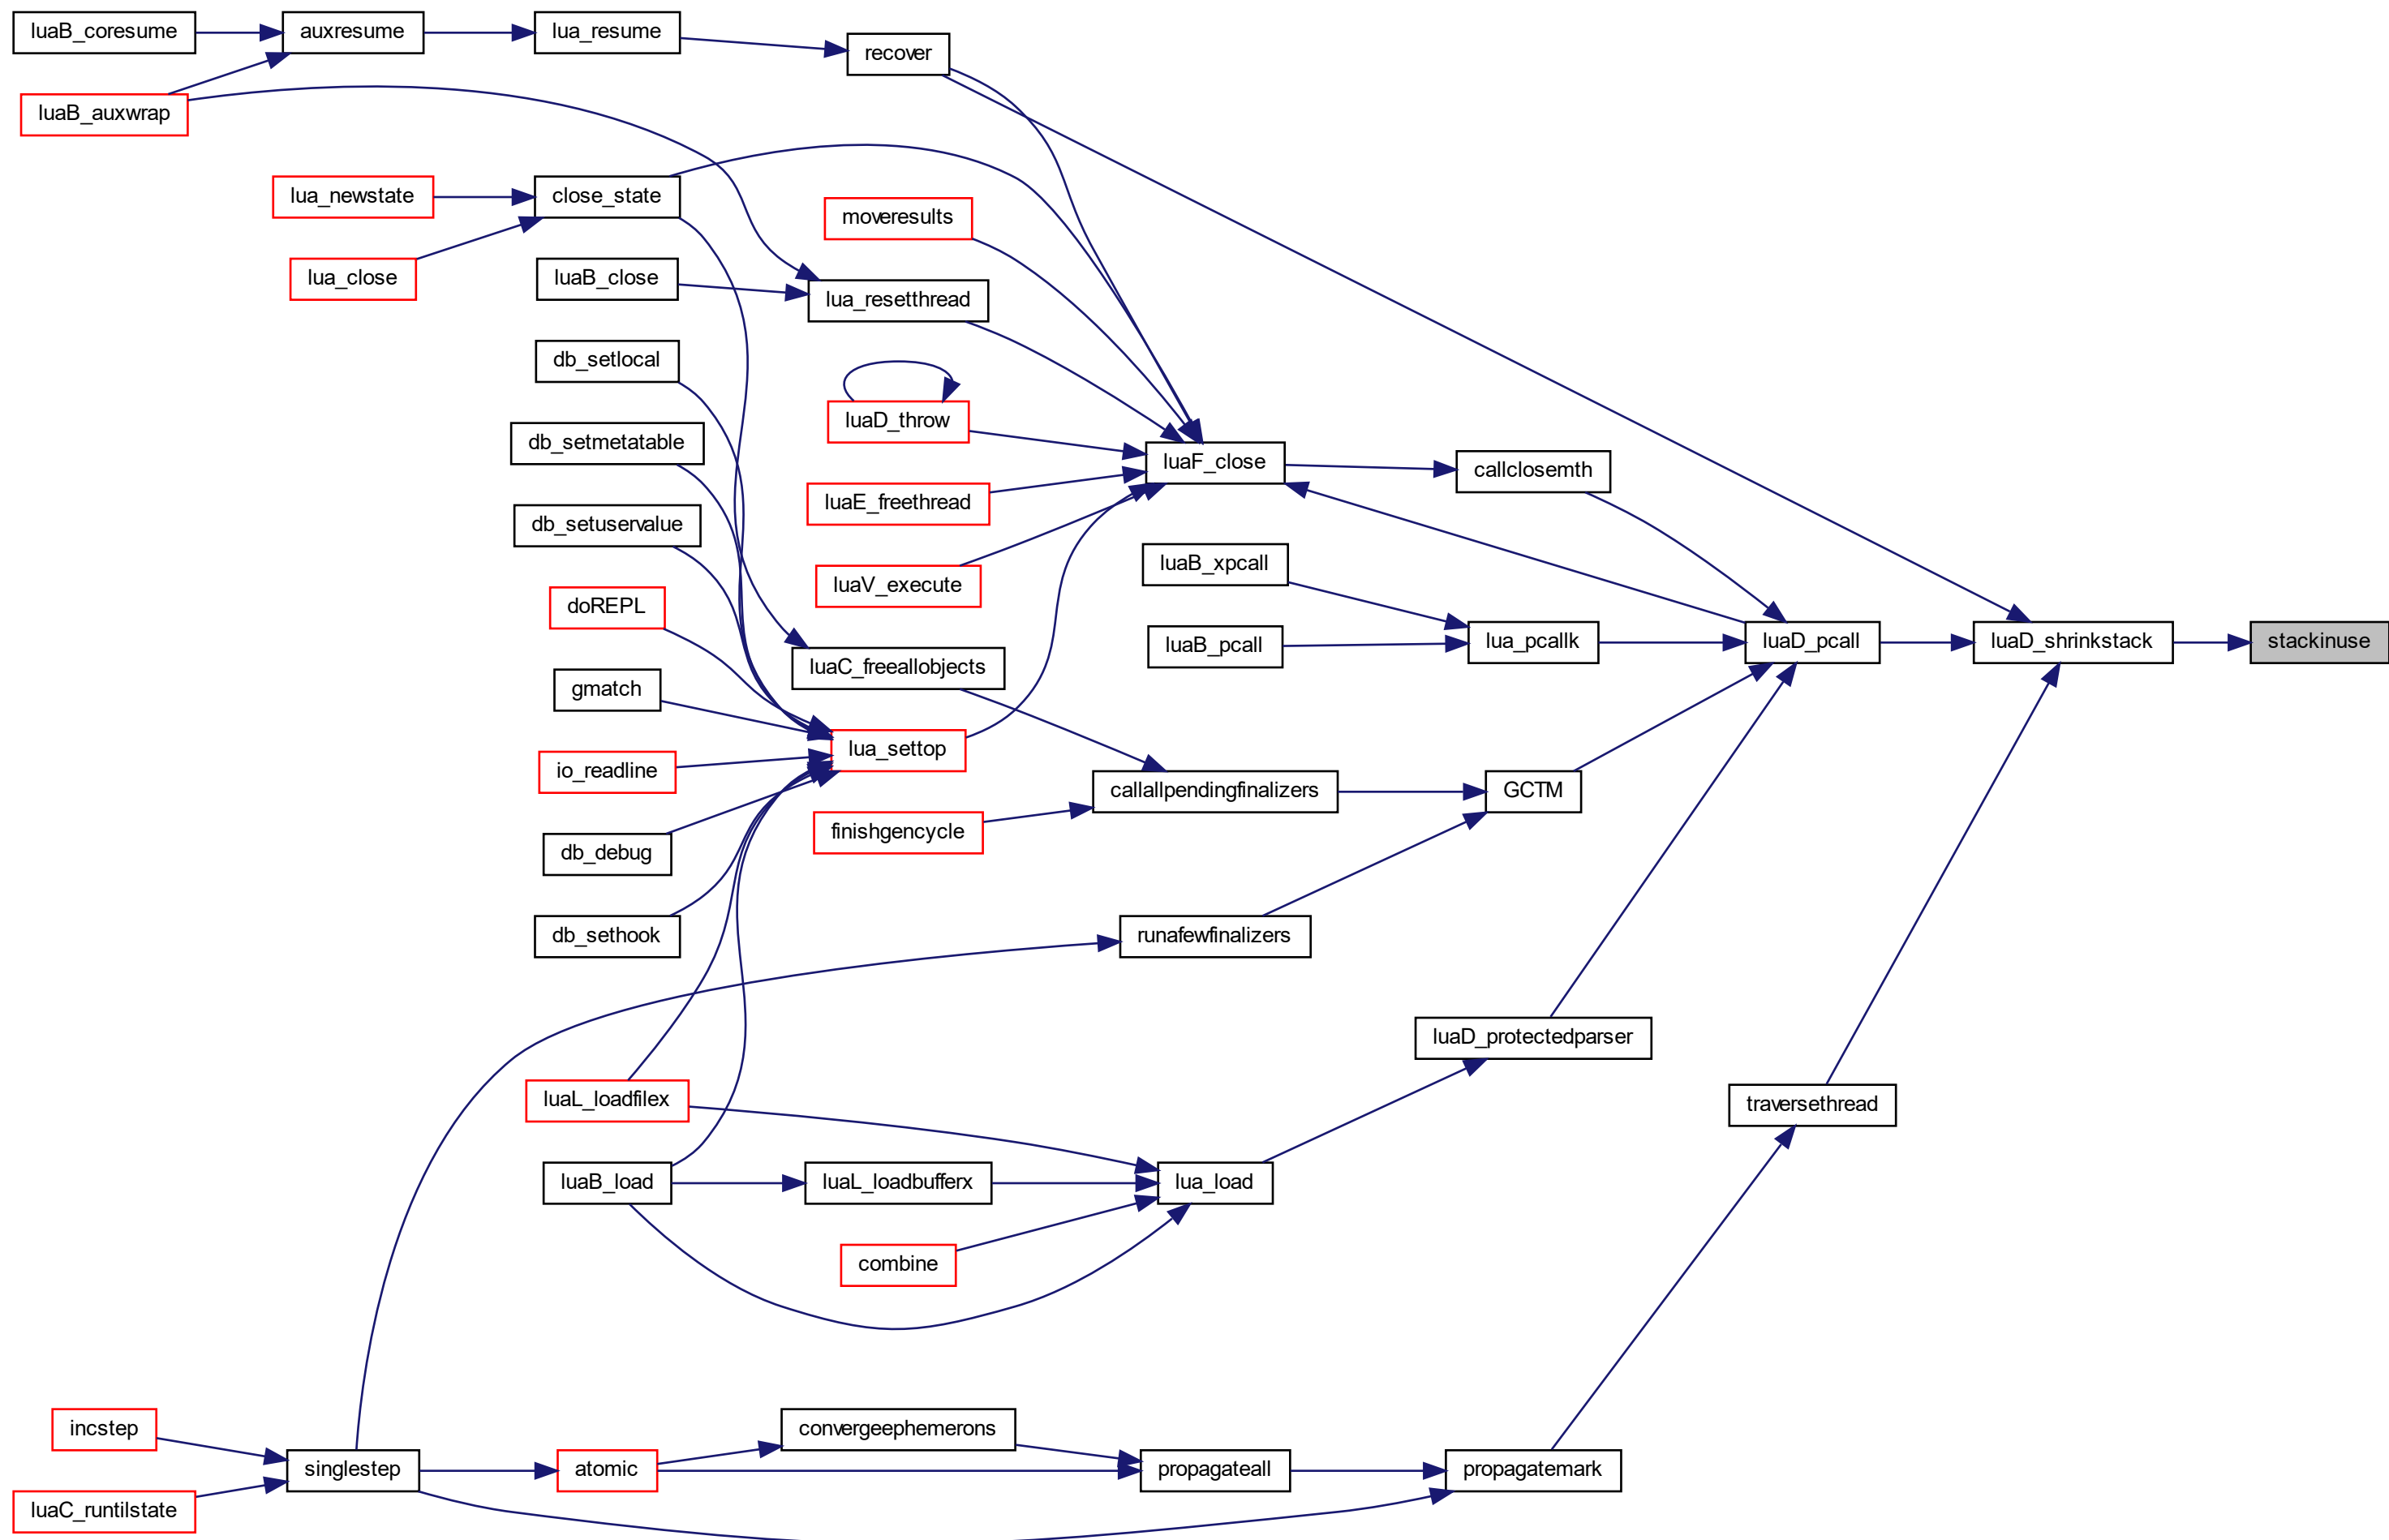 luaB_coresume
auxresume
lua_resume
recover
luaB_auxwrap
lua_newstate
close_state
moveresults
lua_close
luaB_close
lua_resetthread
db_setlocal
luaD_throw
db_setmetatable
luaF_close
callclosemth
luaE_freethread
db_setuservalue
luaB_xpcall
luaV_execute
doREPL
luaB_pcall
lua_pcallk
luaD_pcall
luaD_shrinkstack
stackinuse
luaC_freeallobjects
gmatch
lua_settop
io_readline
callallpendingfinalizers
GCTM
finishgencycle
db_debug
db_sethook
runafewfinalizers
luaD_protectedparser
luaL_loadfilex
traversethread
luaB_load
luaL_loadbufferx
lua_load
combine
incstep
convergeephemerons
singlestep
atomic
propagateall
propagatemark
luaC_runtilstate